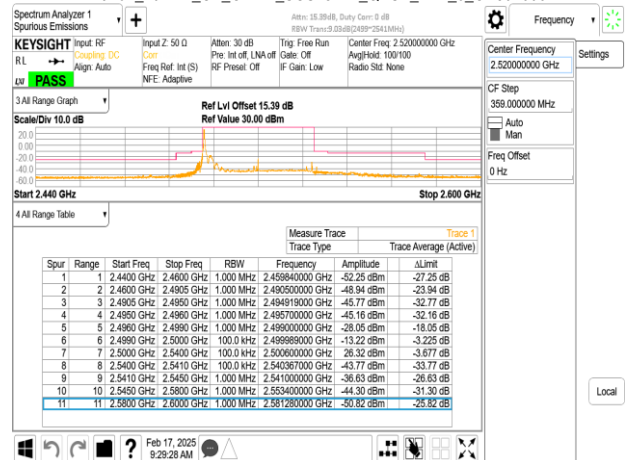 Spectrum Analyzer 1
Spurious Emissions
Attn: 15.39dB, Duty Corr: 0 dB
RBW Trans:9.03dB(2499~2541MHz)
Frequency
KEYSIGHT Input: RF Input Z: 50 Ω Atten: 30 dB Trig: Free Run Center Freq: 2.520000000 GHz
RL Coupling: DC Corr Pre: Int off, LNA off Gate: Off Avg|Hold: 100/100
Align: Auto Freq Ref: Int (S) RF Preset: Off IF Gain: Low Radio Std: None
LXI PASS NFE: Adaptive
Center Frequency
2.520000000 GHz
Settings
CF Step
359.000000 MHz
Auto
Man
Freq Offset
0 Hz
3 All Range Graph
Ref Lvl Offset 15.39 dB
Scale/Div 10.0 dB Ref Value 30.00 dBm
20.0
0.00
-20.0
-40.0
-60.0
Start 2.440 GHz Stop 2.600 GHz
4 All Range Table
Measure Trace Trace 1
Trace Type Trace Average (Active)
Spur Range Start Freq Stop Freq RBW Frequency Amplitude ΔLimit
1 1 2.4400 GHz 2.4600 GHz 1.000 MHz 2.459840000 GHz -52.25 dBm -27.25 dB
2 2 2.4600 GHz 2.4905 GHz 1.000 MHz 2.490500000 GHz -48.94 dBm -23.94 dB
3 3 2.4905 GHz 2.4950 GHz 1.000 MHz 2.494919000 GHz -45.77 dBm -32.77 dB
4 4 2.4950 GHz 2.4960 GHz 1.000 MHz 2.495700000 GHz -45.16 dBm -32.16 dB
5 5 2.4960 GHz 2.4990 GHz 1.000 MHz 2.499000000 GHz -28.05 dBm -18.05 dB
6 6 2.4990 GHz 2.5000 GHz 100.0 kHz 2.499989000 GHz -13.22 dBm -3.225 dB
7 7 2.5000 GHz 2.5400 GHz 100.0 kHz 2.500600000 GHz 26.32 dBm -3.677 dB
8 8 2.5400 GHz 2.5410 GHz 100.0 kHz 2.540367000 GHz -43.77 dBm -33.77 dB
9 9 2.5410 GHz 2.5450 GHz 1.000 MHz 2.541000000 GHz -36.63 dBm -26.63 dB
10 10 2.5450 GHz 2.5800 GHz 1.000 MHz 2.553400000 GHz -44.30 dBm -31.30 dB
11 11 2.5800 GHz 2.6000 GHz 1.000 MHz 2.581280000 GHz -50.82 dBm -25.82 dB
Local
Feb 17, 2025
9:29:28 AM